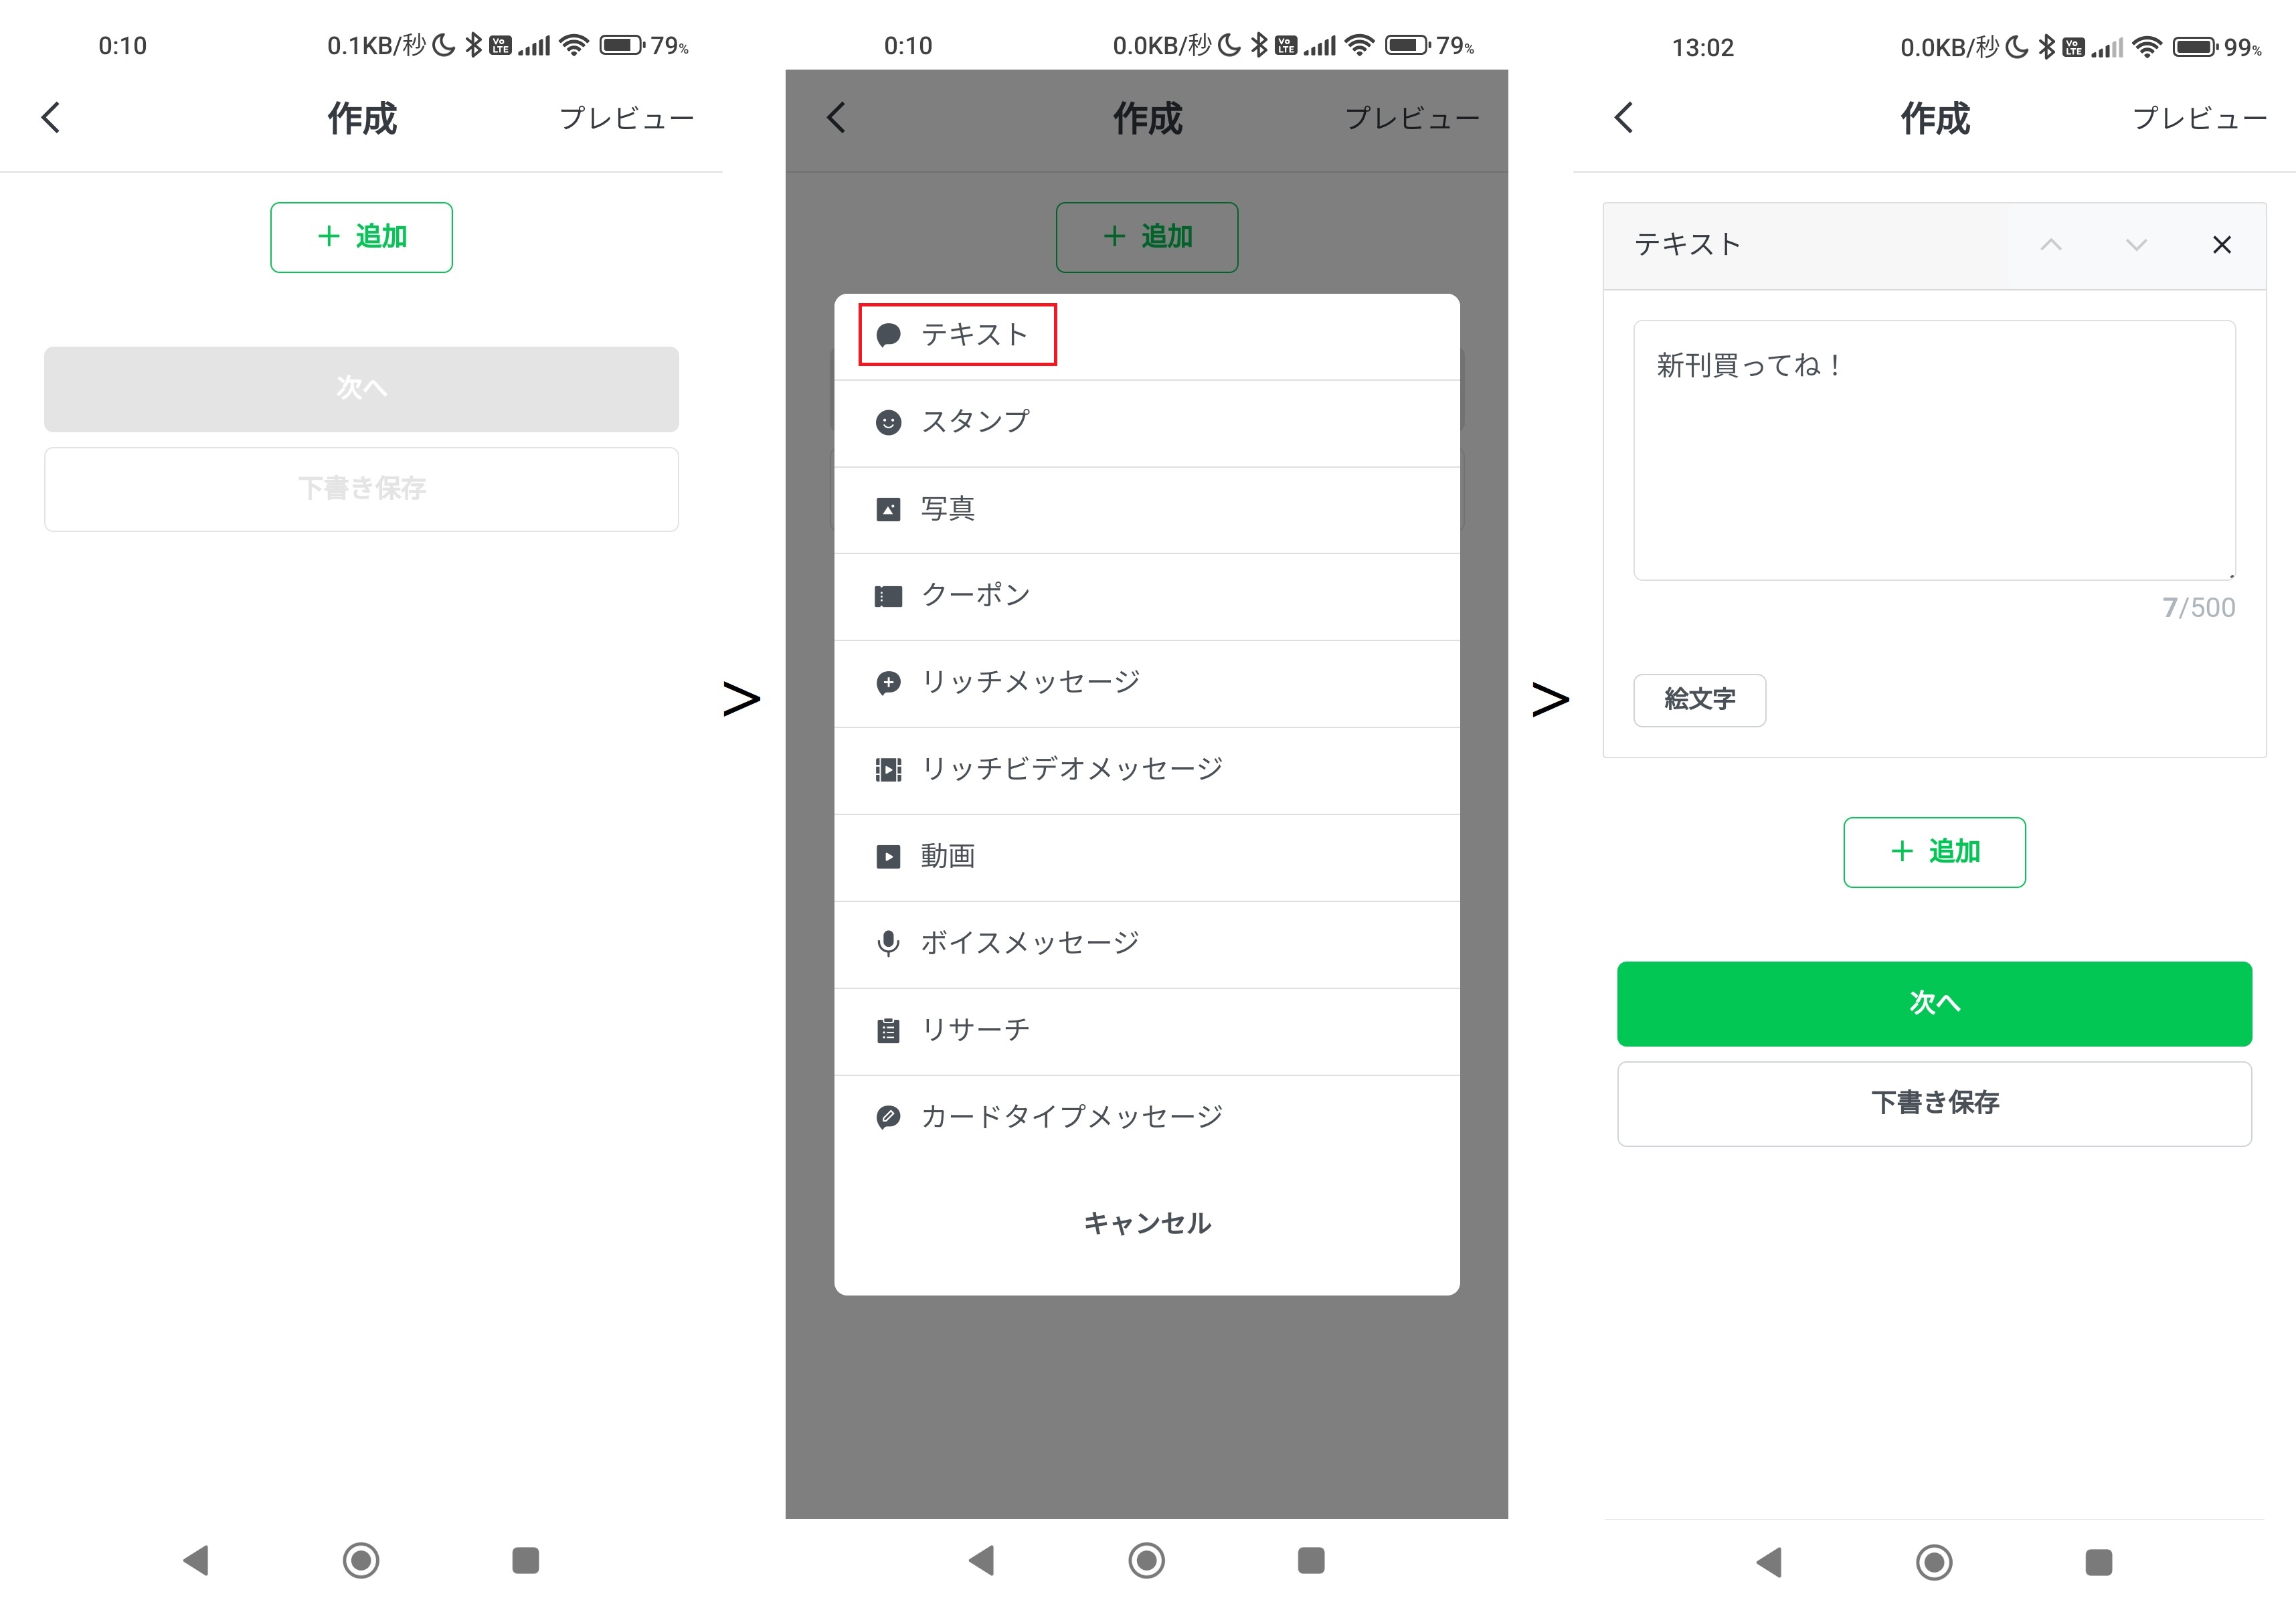 0:10 0.1KB/秒 79%
作成 プレビュー
+ 追加
次へ
下書き保存
>
0:10 0.0KB/秒 79%
作成 プレビュー
+ 追加
テキスト
スタンプ
写真
クーポン
リッチメッセージ
リッチビデオメッセージ
動画
ボイスメッセージ
リサーチ
カードタイプメッセージ
キャンセル
>
13:02 0.0KB/秒 99%
作成 プレビュー
テキスト
新刊買ってね！
7/500
絵文字
+ 追加
次へ
下書き保存